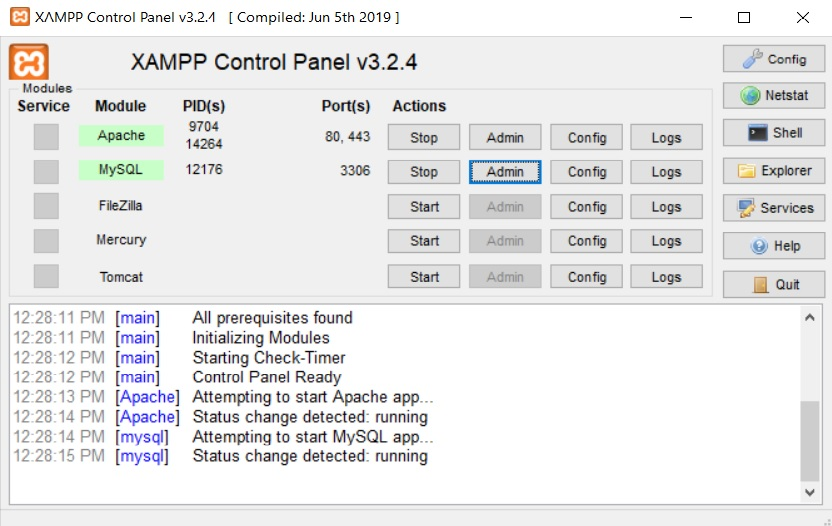 XAMPP Control Panel v3.2.4 [ Compiled: Jun 5th 2019 ]
XAMPP Control Panel v3.2.4
Config
Modules
Service Module PID(s) Port(s) Actions
Netstat
Apache 9704 14264 80, 443 Stop Admin Config Logs
Shell
MySQL 12176 3306 Stop Admin Config Logs
Explorer
FileZilla Start Admin Config Logs
Services
Mercury Start Admin Config Logs
Help
Tomcat Start Admin Config Logs
Quit
12:28:11 PM [main] All prerequisites found
12:28:11 PM [main] Initializing Modules
12:28:12 PM [main] Starting Check-Timer
12:28:12 PM [main] Control Panel Ready
12:28:13 PM [Apache] Attempting to start Apache app...
12:28:14 PM [Apache] Status change detected: running
12:28:14 PM [mysql] Attempting to start MySQL app...
12:28:15 PM [mysql] Status change detected: running